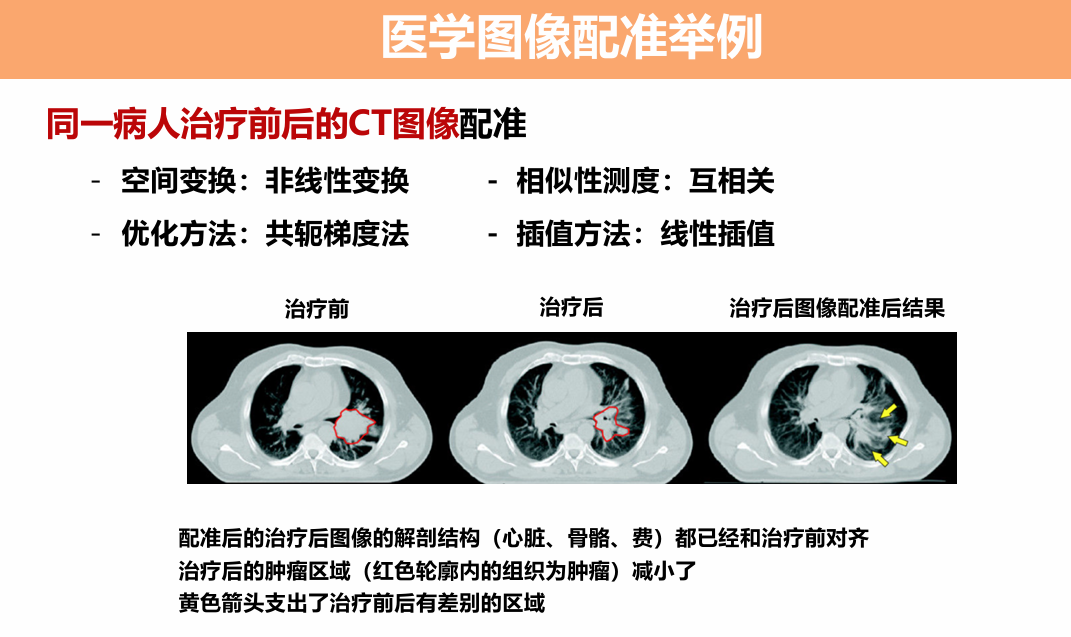 医学图像配准举例
同一病人治疗前后的CT图像配准
- 空间变换：非线性变换
- 相似性测度：互相关
- 优化方法：共轭梯度法
- 插值方法：线性插值
治疗前
治疗后
治疗后图像配准后结果
配准后的治疗后图像的解剖结构（心脏、骨骼、费）都已经和治疗前对齐
治疗后的肿瘤区域（红色轮廓内的组织为肿瘤）减小了
黄色箭头支出了治疗前后有差别的区域